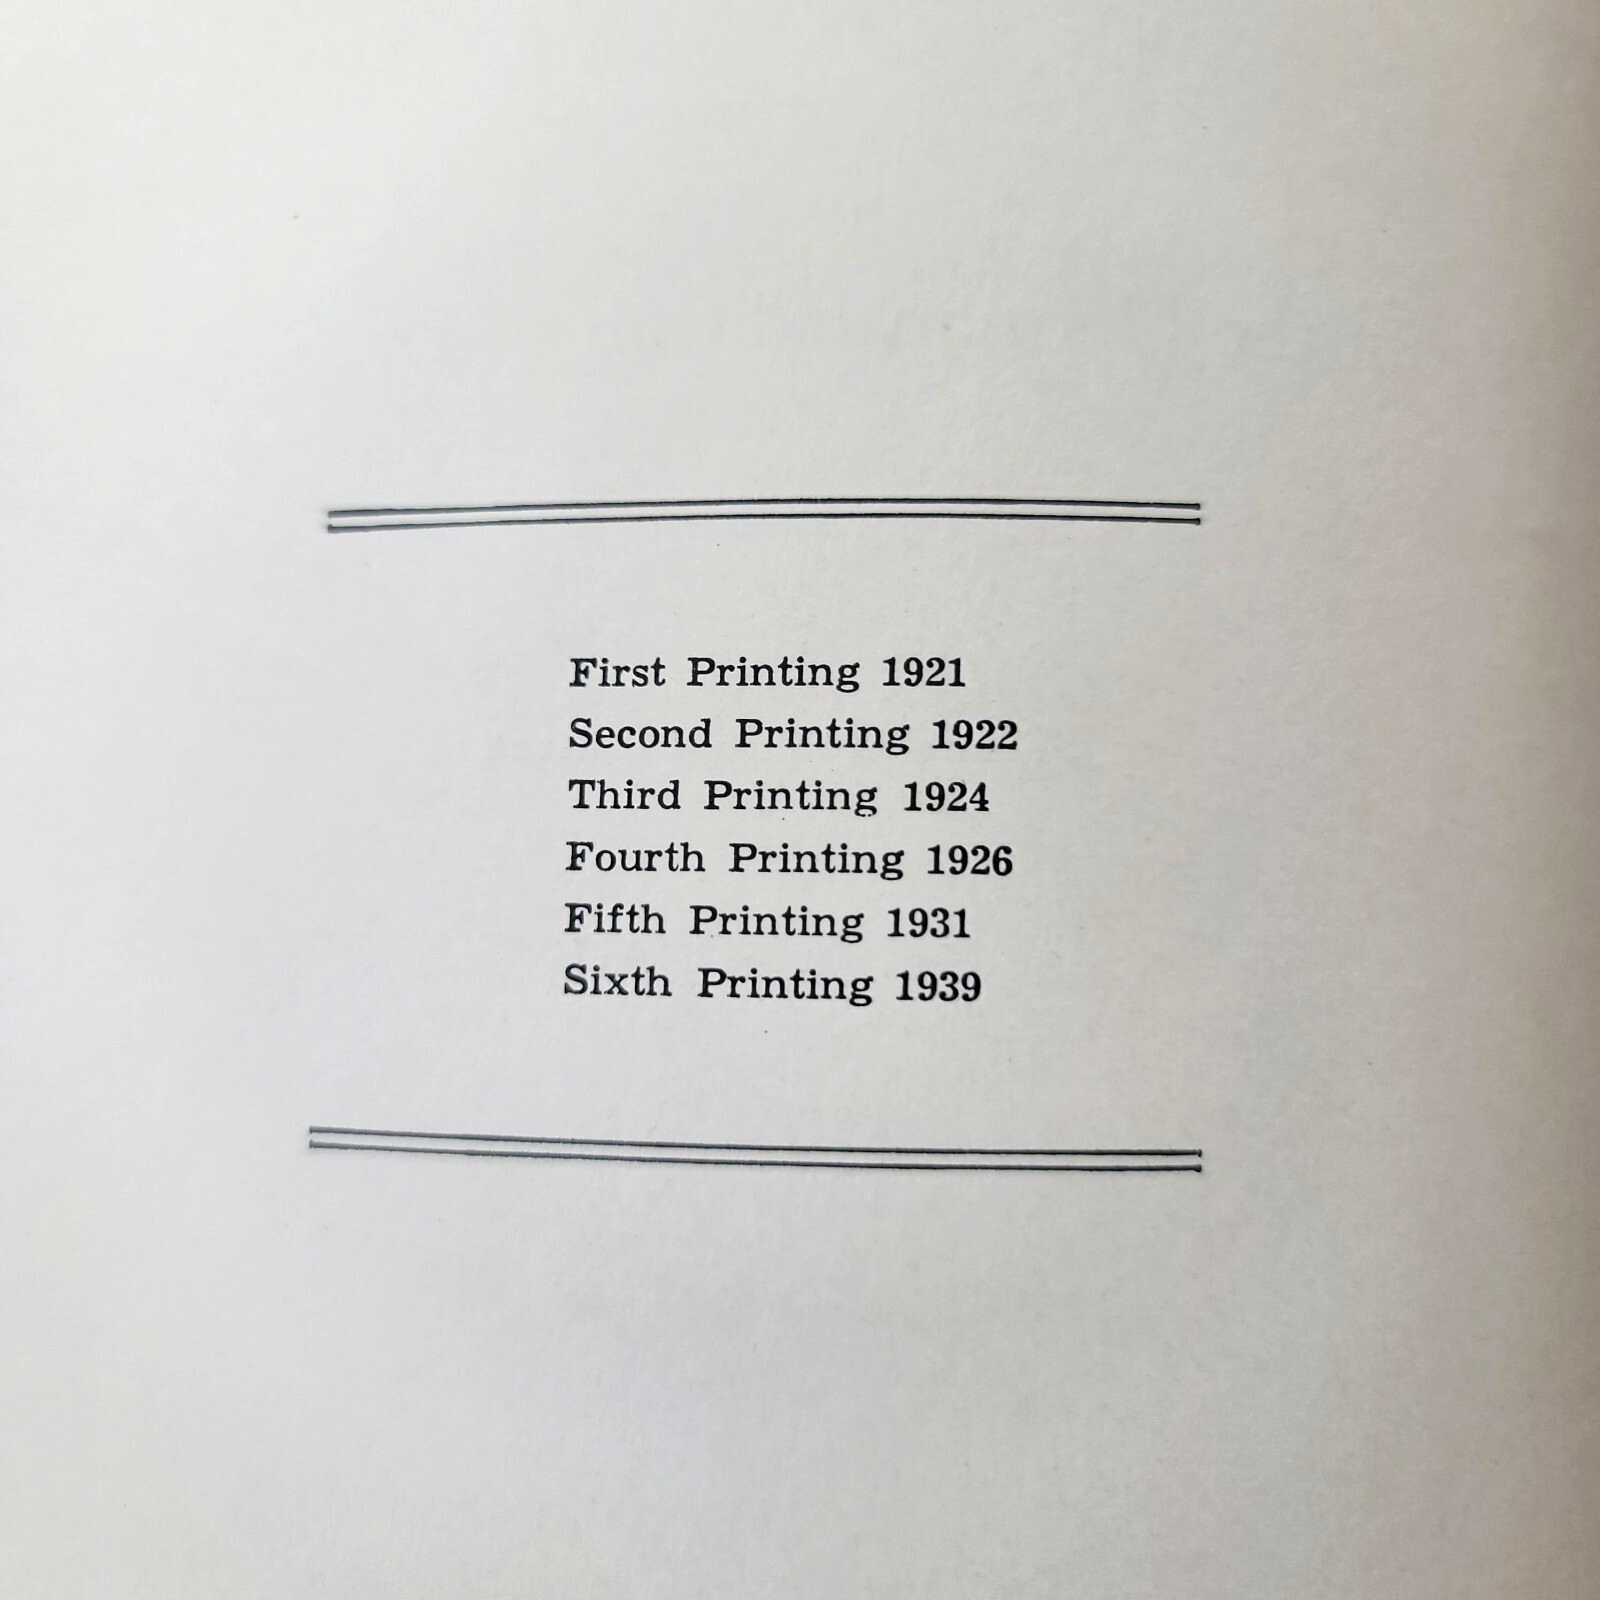 First Printing 1921
Second Printing 1922
Third Printing 1924
Fourth Printing 1926
Fifth Printing 1931
Sixth Printing 1939